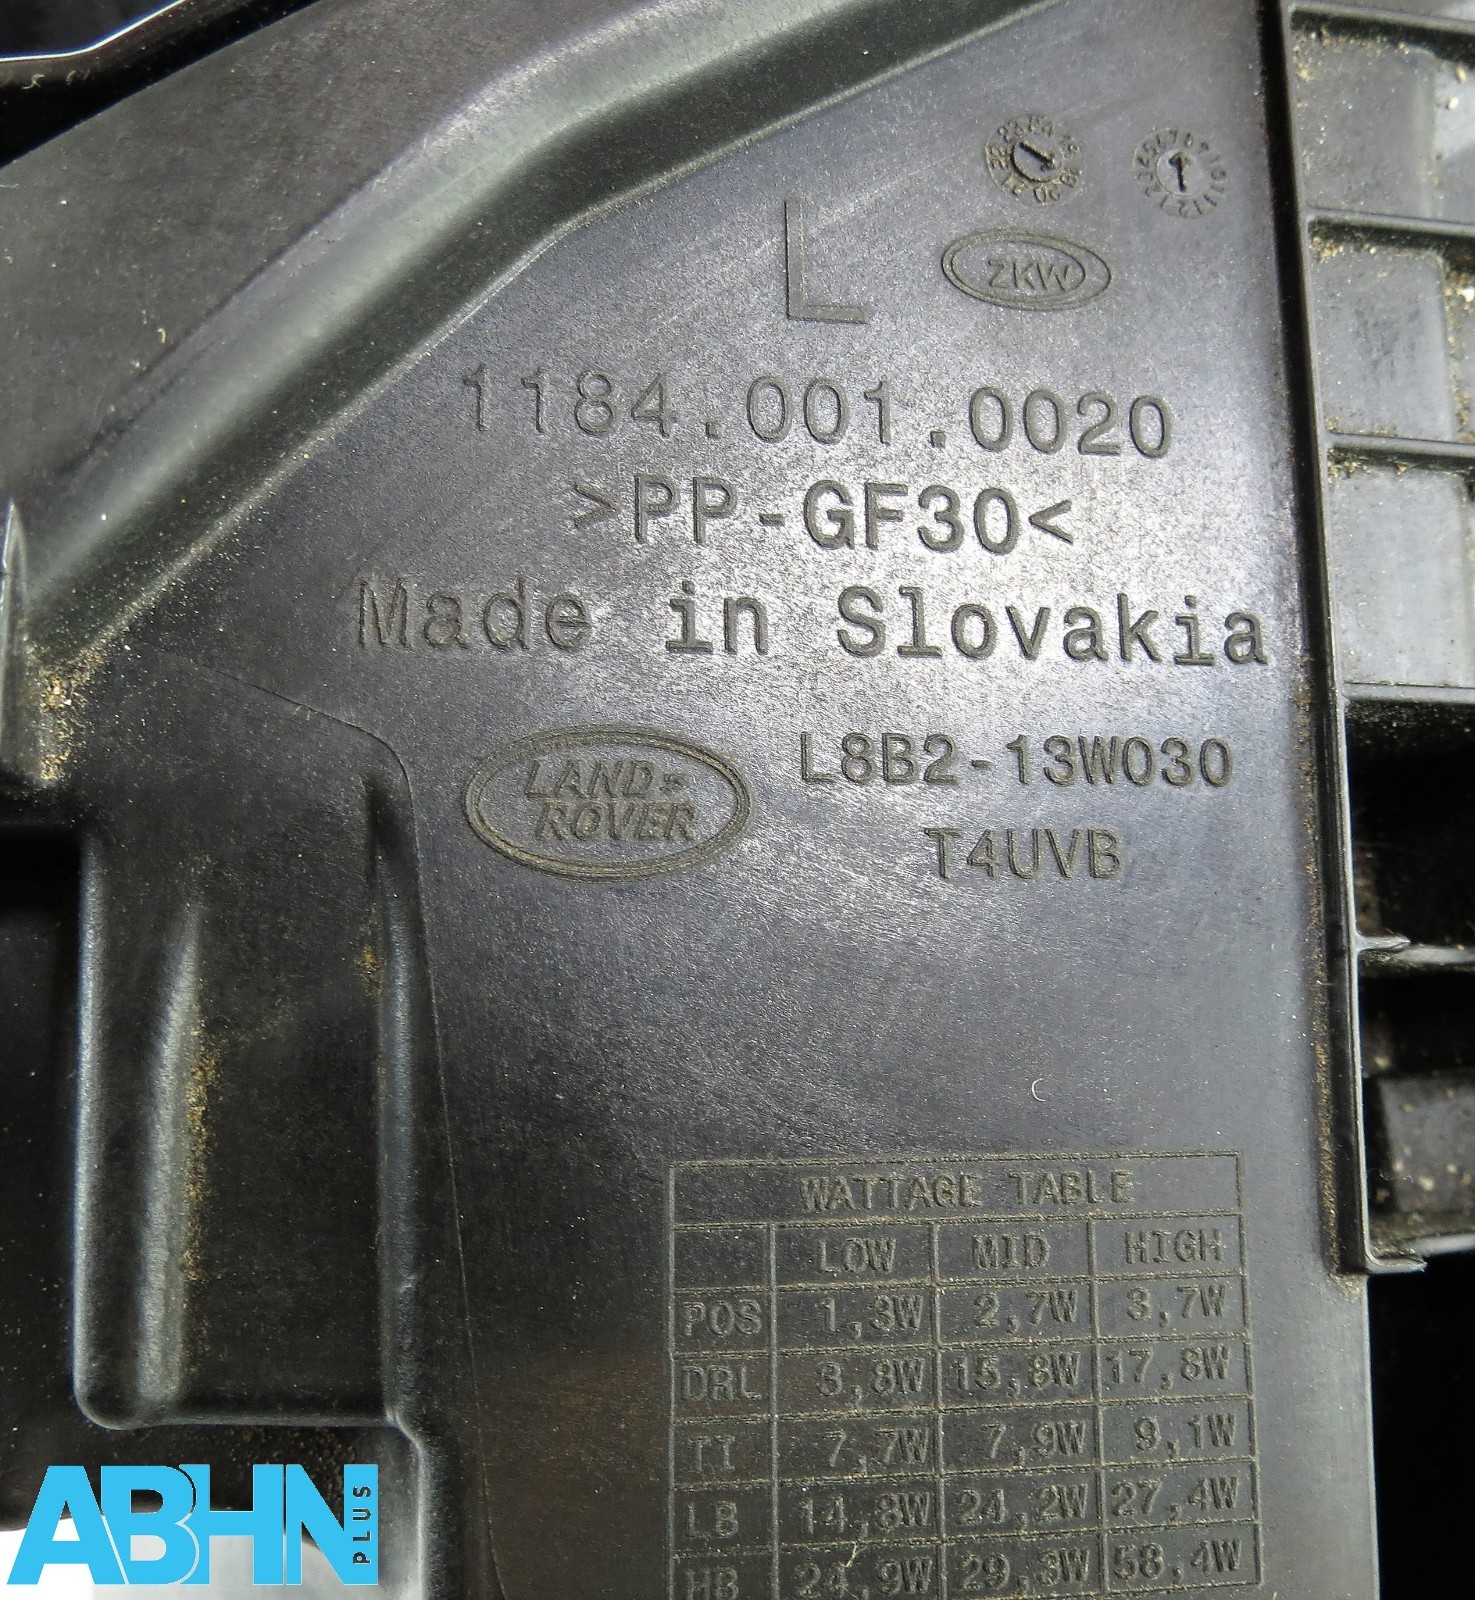 L
ZKW
1184.001.0020
>PP-GF30<
Made in Slovakia
LAND=
ROVER
L8B2-13W030
T4UVB
WATTAGE TABLE
LOW MID HIGH
POS 1,3W 2,7W 3,7W
DRL 3,8W 15,8W 17,8W
TI 7,7W 7,9W 9,1W
LB 14,8W 24,2W 27,4W
HB 24,9W 29,3W 58,4W
ABHN PLUS